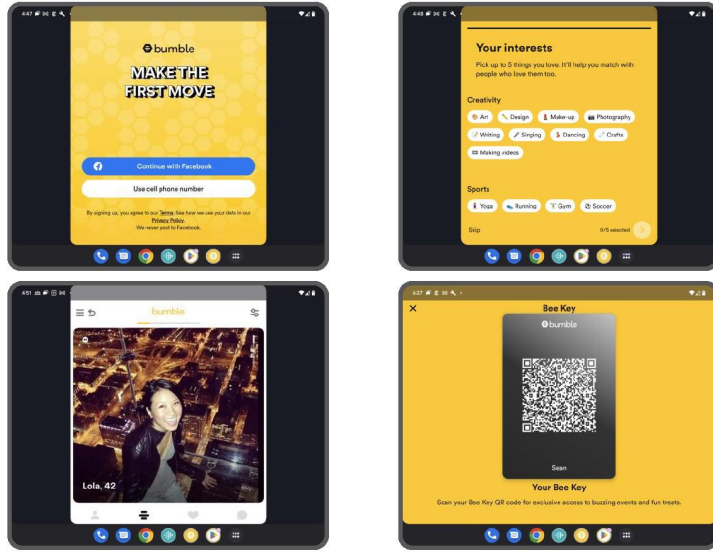 4:47
bumble
MAKE THE
FIRST MOVE
Continue with Facebook
Use cell phone number
By signing up, you agree to our Terms. See how we use your data in our
Privacy Policy.
We never post to Facebook.
4:48
Your interests
Pick up to 5 things you love. It'll help you match with
people who love them too.
Creativity
Art Design Make-up Photography
Writing Singing Dancing Crafts
Making videos
Sports
Yoga Running Gym Soccer
Skip 0/5 selected
4:51
bumble
Lola, 42
4:27
Bee Key
bumble
Sean
Your Bee Key
Scan your Bee Key QR code for exclusive access to buzzing events and fun treats.